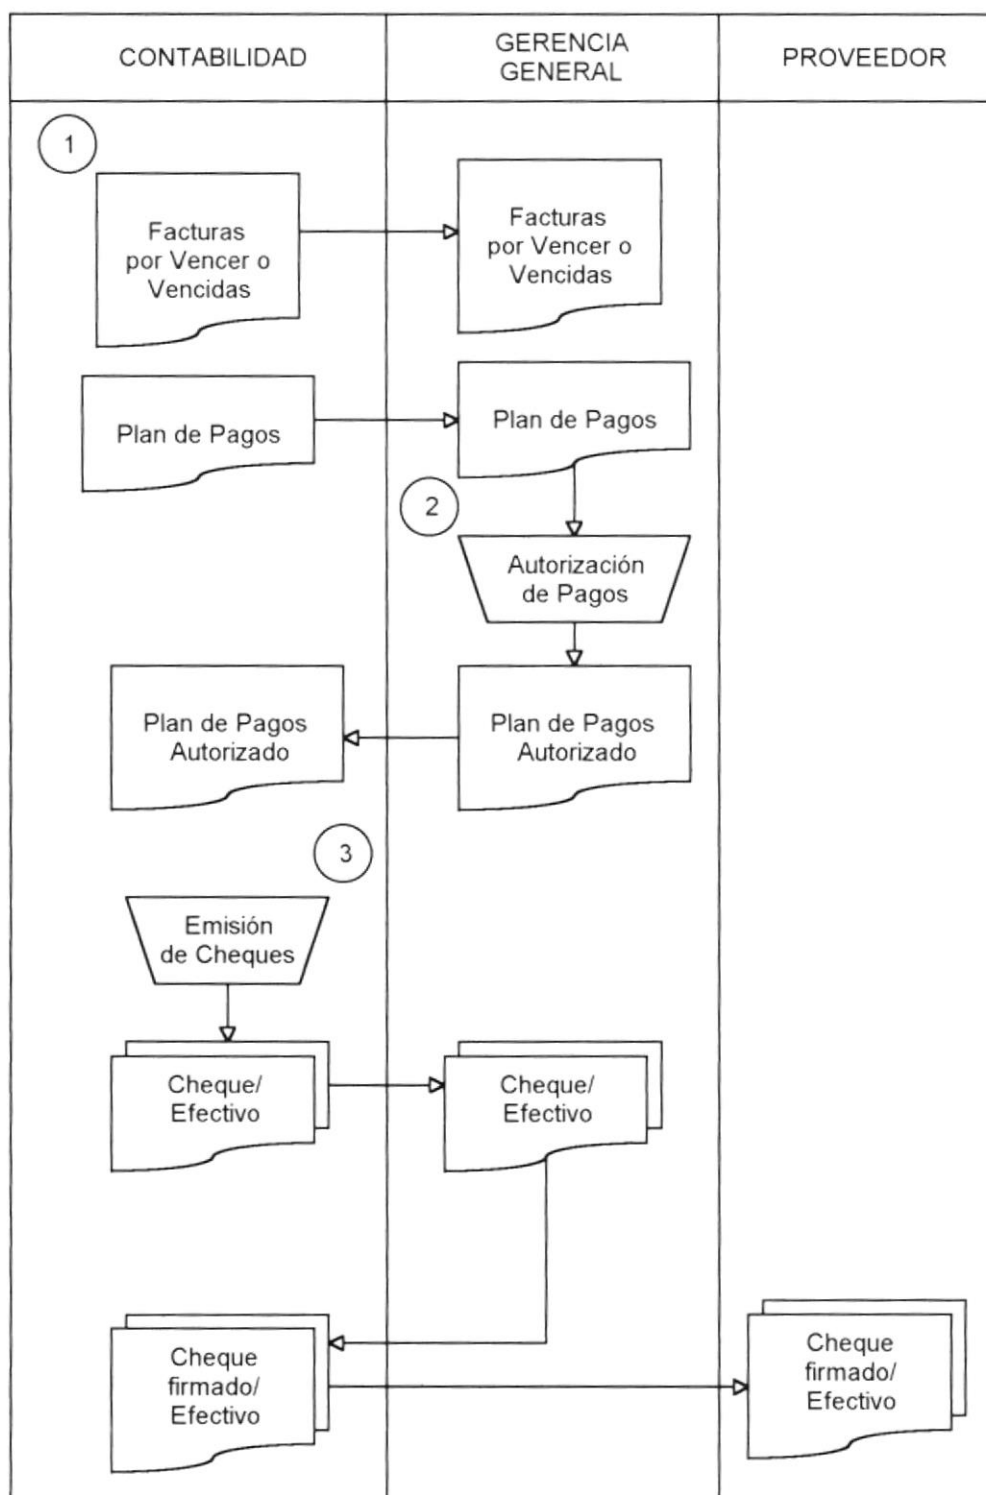 CONTABILIDAD
GERENCIA
GENERAL
PROVEEDOR
1
Facturas
por Vencer o
Vencidas
Facturas
por Vencer o
Vencidas
Plan de Pagos
Plan de Pagos
2
Autorización
de Pagos
Plan de Pagos
Autorizado
Plan de Pagos
Autorizado
3
Emisión
de Cheques
Cheque/
Efectivo
Cheque/
Efectivo
Cheque
firmado/
Efectivo
Cheque
firmado/
Efectivo